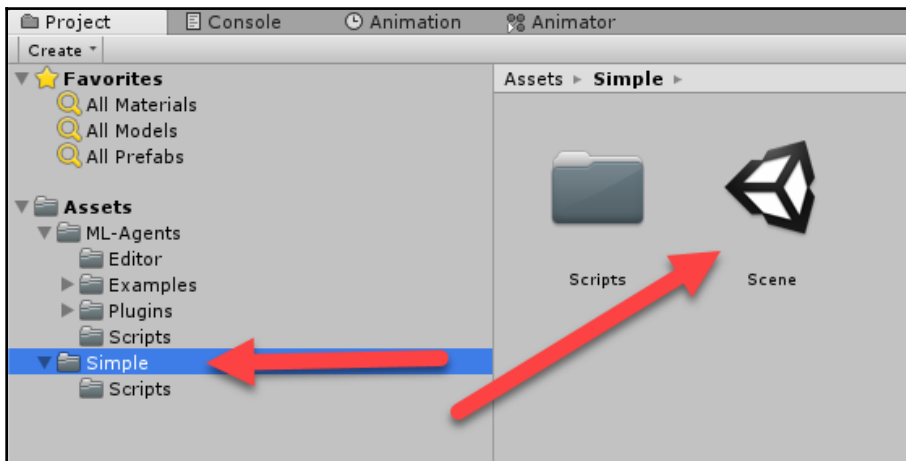 Project Console Animation Animator
Create
Favorites
All Materials
All Models
All Prefabs
Assets
ML-Agents
Editor
Examples
Plugins
Scripts
Simple
Scripts
Assets Simple
Scripts Scene